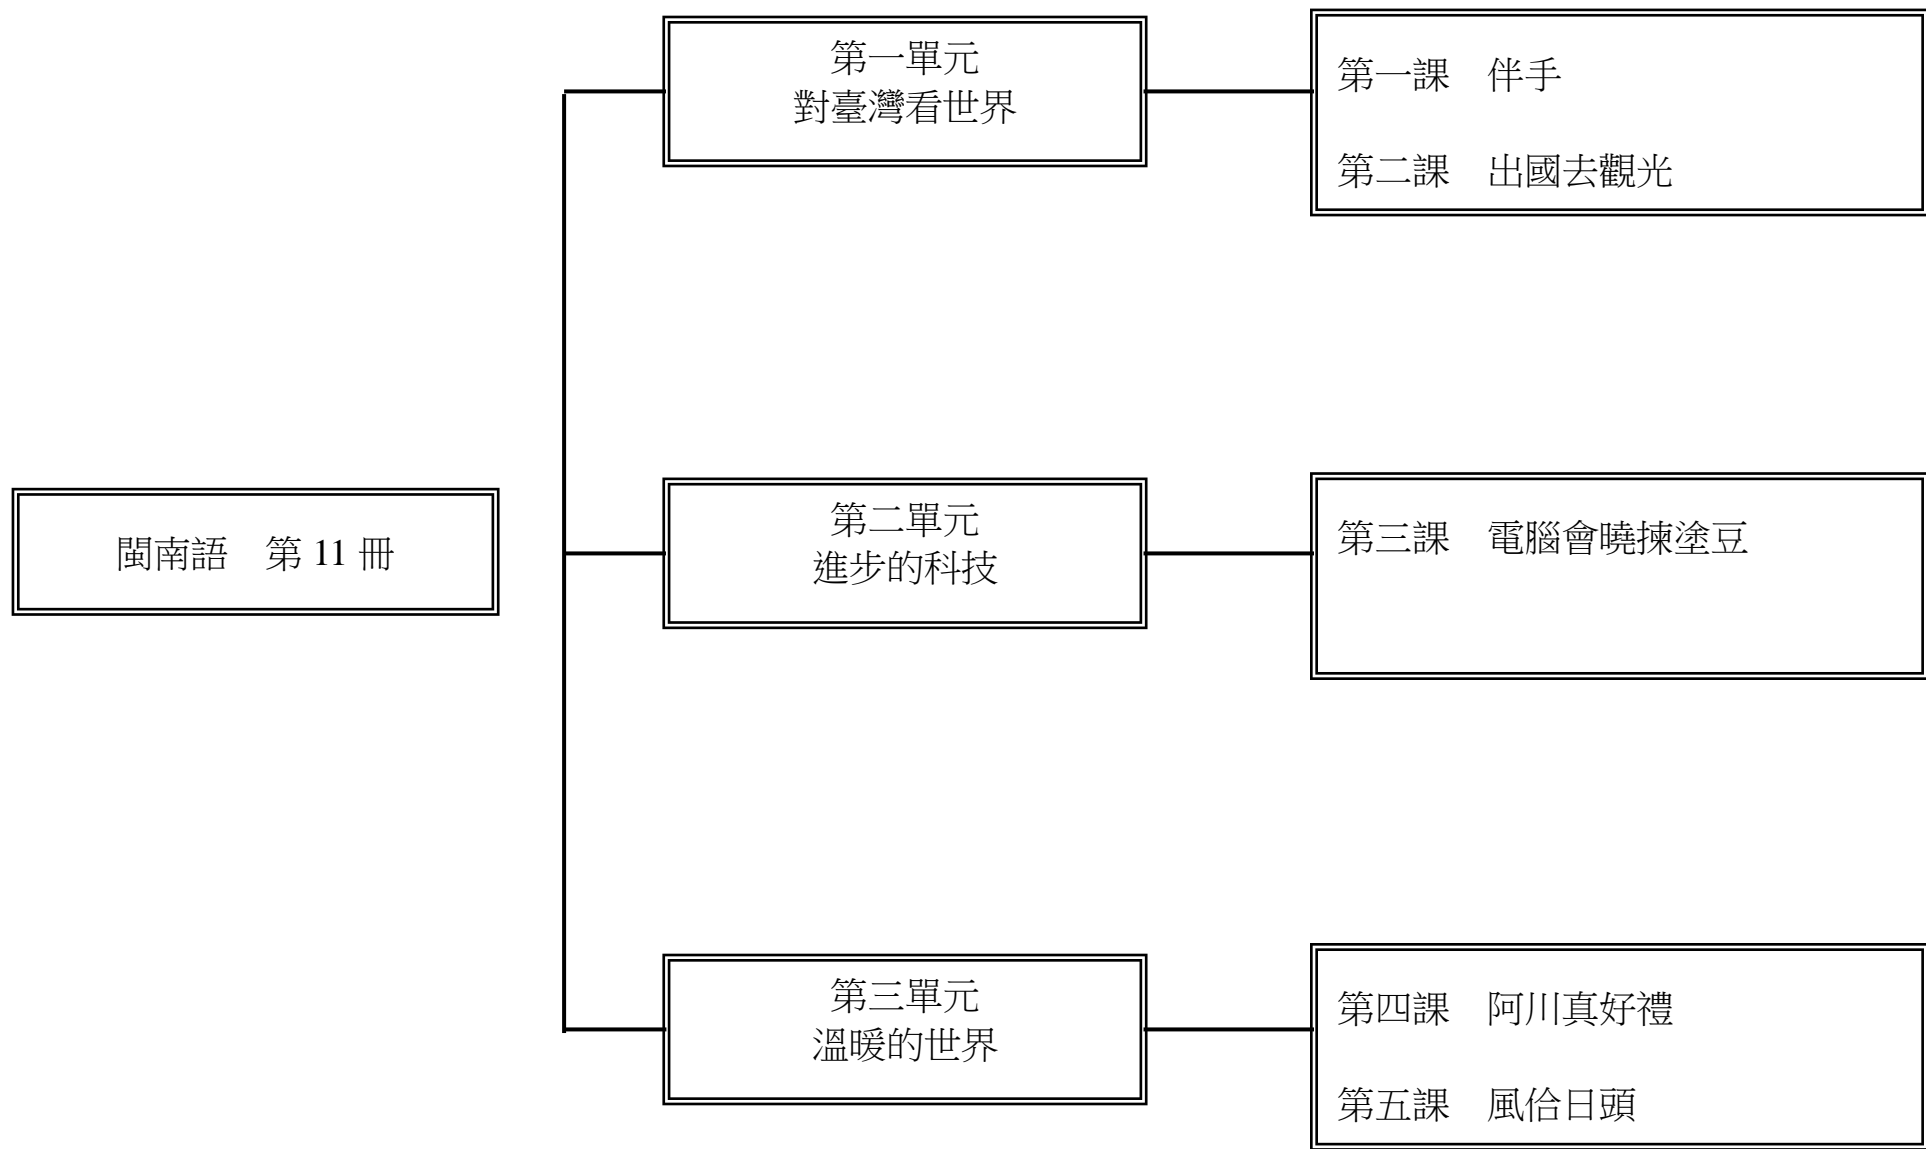 閩南語　第 11 冊
第一單元
對臺灣看世界
第一課　伴手
第二課　出國去觀光
第二單元
進步的科技
第三課　電腦會曉揀塗豆
第三單元
溫暖的世界
第四課　阿川真好禮
第五課　風佮日頭